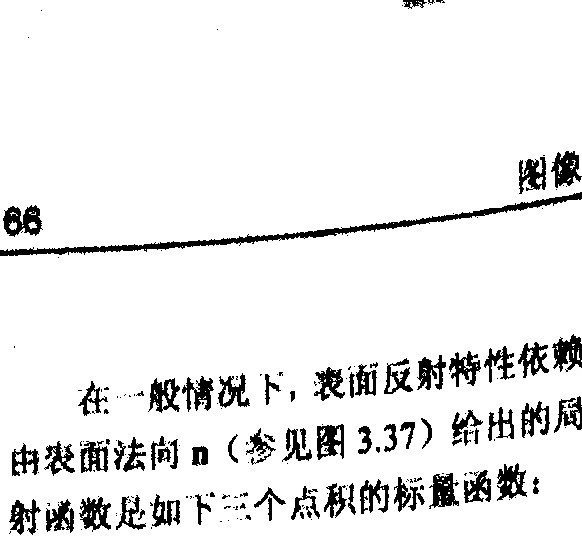 图像
66
在一般情况下，表面反射特性依赖
由表面法向 n（参见图 3.37）给出的局
射函数是如下三个点积的标量函数：